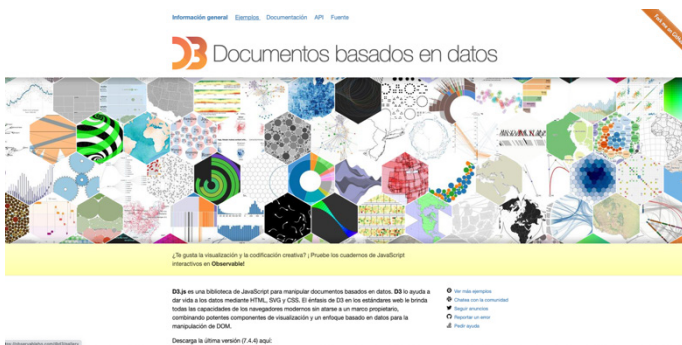 Información general Ejemplos Documentación API Fuente
Fork me on GitHub
D3 Documentos basados en datos
¿Te gusta la visualización y la codificación creativa? ¡ Pruebe los cuadernos de JavaScript
interactivos en Observable!
D3.js es una biblioteca de JavaScript para manipular documentos basados en datos. D3 lo ayuda a
dar vida a los datos mediante HTML, SVG y CSS. El énfasis de D3 en los estándares web le brinda
todas las capacidades de los navegadores modernos sin atarse a un marco propietario,
combinando potentes componentes de visualización y un enfoque basado en datos para la
manipulación de DOM.
Descarga la última versión (7.4.4) aquí:
Ver más ejemplos
Chatea con la comunidad
Seguir anuncios
Reportar un error
Pedir ayuda